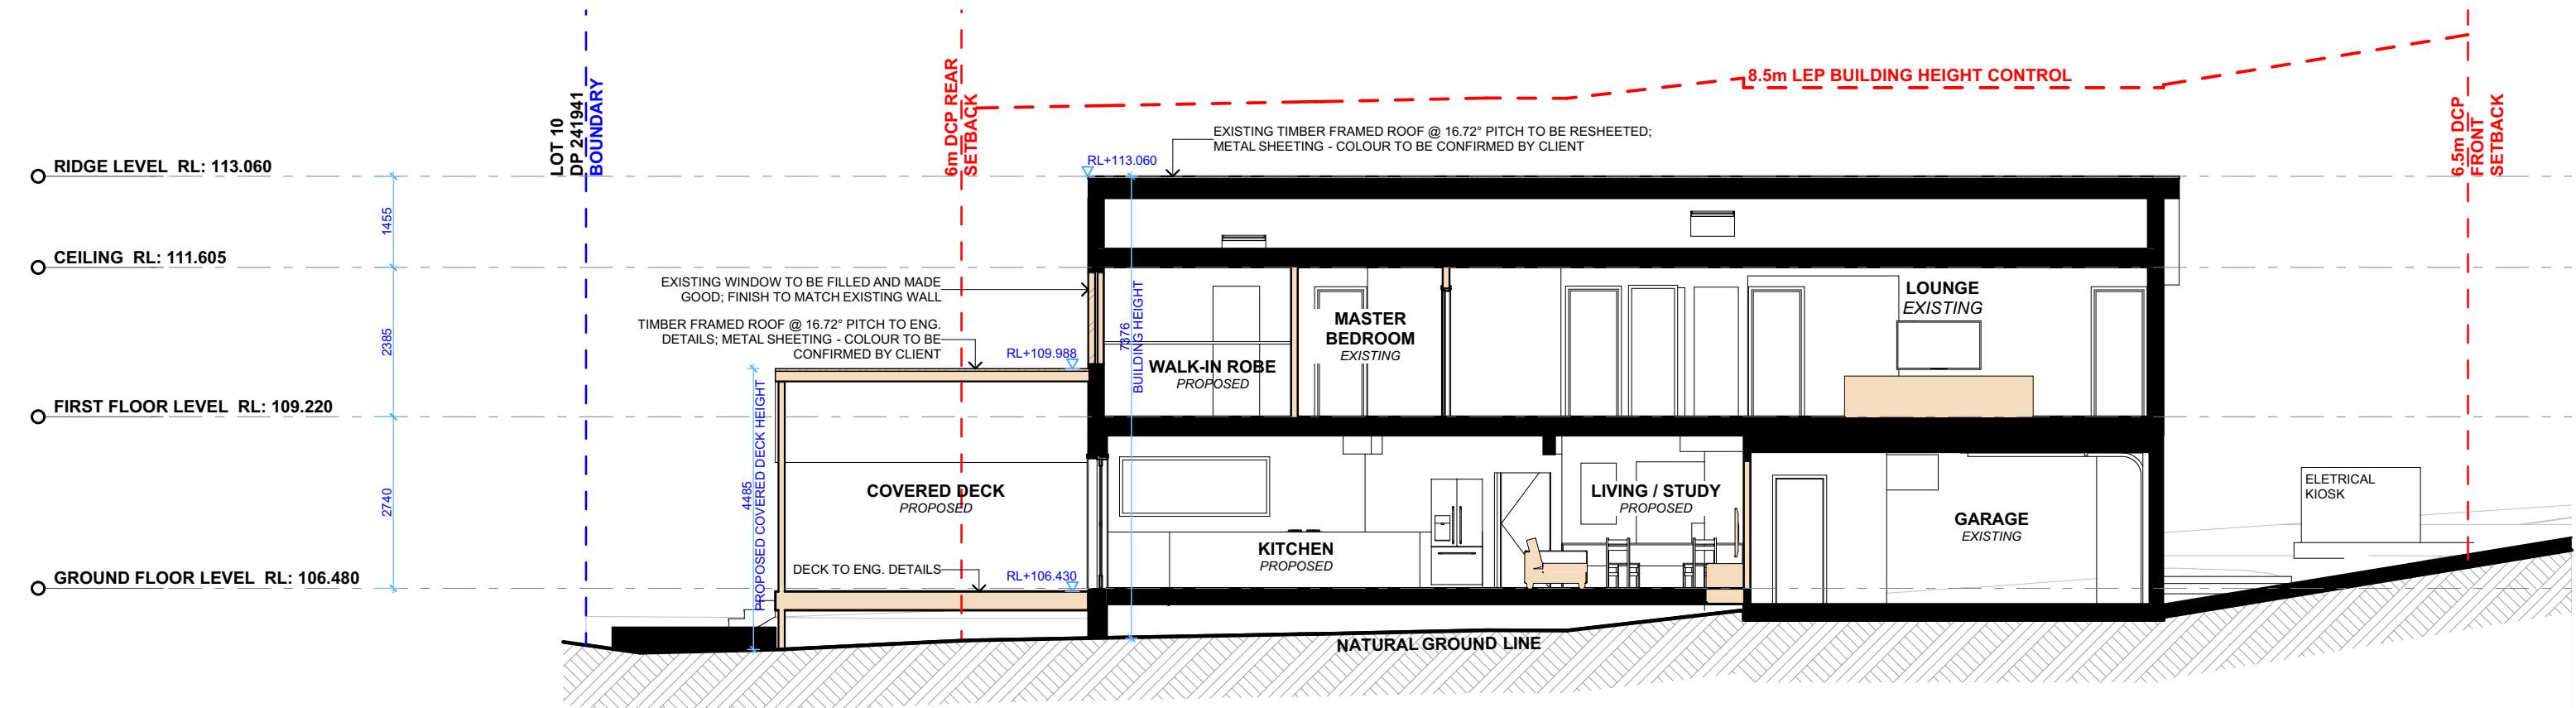 8.5m LEP BUILDING HEIGHT CONTROL
LOT 10
DP 241941
BOUNDARY
6m DCP REAR
SETBACK
6.5m DCP
FRONT
SETBACK
EXISTING TIMBER FRAMED ROOF @ 16.72° PITCH TO BE RESHEETED;
METAL SHEETING - COLOUR TO BE CONFIRMED BY CLIENT
RL+113.060
RIDGE LEVEL  RL: 113.060
1455
CEILING  RL: 111.605
2385
FIRST FLOOR LEVEL  RL: 109.220
2740
GROUND FLOOR LEVEL  RL: 106.480
EXISTING WINDOW TO BE FILLED AND MADE
GOOD; FINISH TO MATCH EXISTING WALL
TIMBER FRAMED ROOF @ 16.72° PITCH TO ENG.
DETAILS; METAL SHEETING - COLOUR TO BE
CONFIRMED BY CLIENT
RL+109.988
7376
BUILDING HEIGHT
WALK-IN ROBE
PROPOSED
MASTER
BEDROOM
EXISTING
LOUNGE
EXISTING
4485
PROPOSED COVERED DECK HEIGHT
COVERED DECK
PROPOSED
DECK TO ENG. DETAILS
RL+106.430
KITCHEN
PROPOSED
LIVING / STUDY
PROPOSED
GARAGE
EXISTING
ELETRICAL
KIOSK
NATURAL GROUND LINE